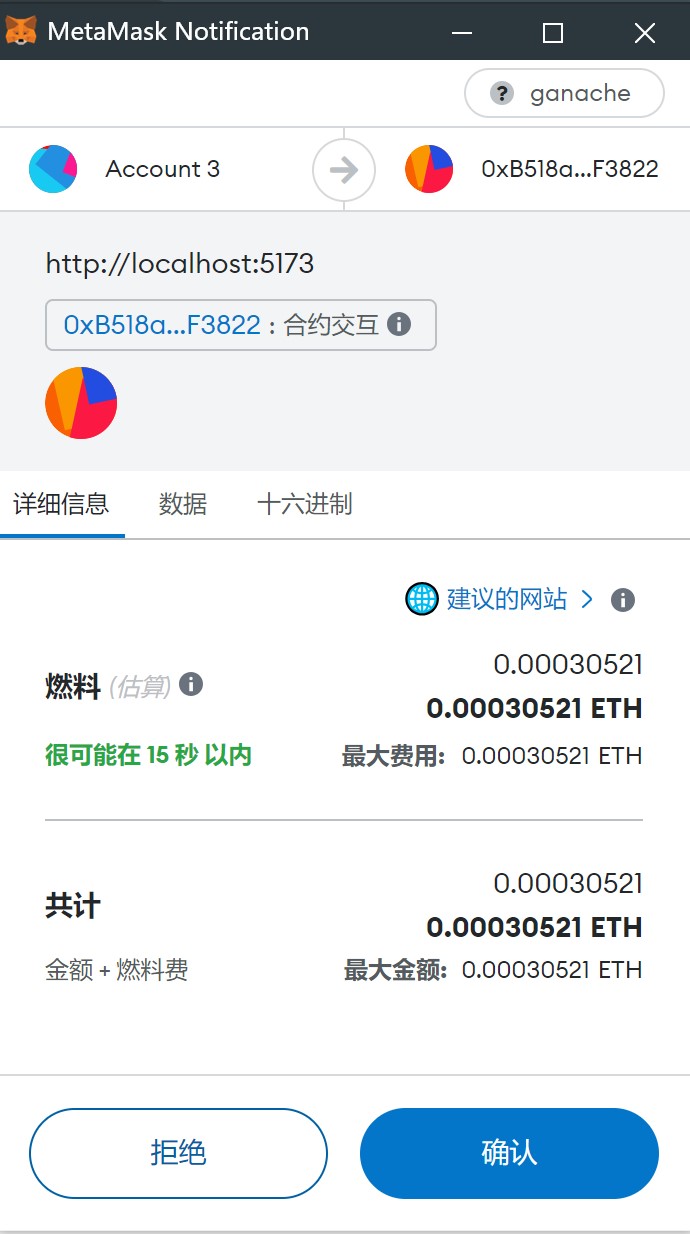 MetaMask Notification
? ganache
Account 3
0xB518a...F3822
http://localhost:5173
0xB518a...F3822 : 合约交互
详细信息 数据 十六进制
建议的网站 >
燃料 (估算)
0.00030521
0.00030521 ETH
很可能在 15 秒 以内
最大费用: 0.00030521 ETH
共计
0.00030521
0.00030521 ETH
金额 + 燃料费
最大金额: 0.00030521 ETH
拒绝 确认